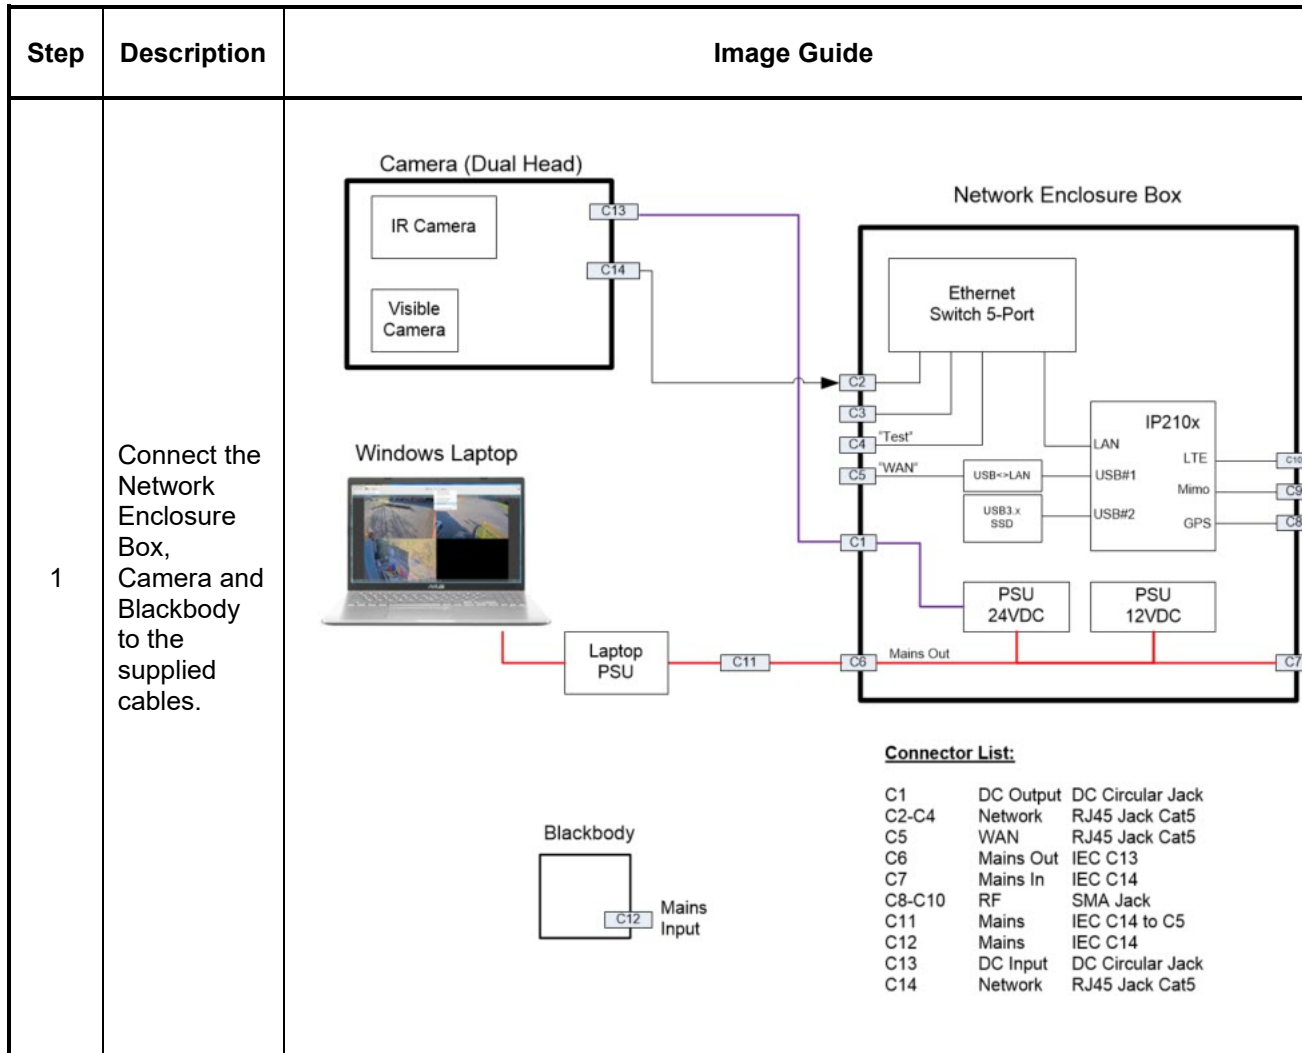 Step
Description
Image Guide
1
Connect the
Network
Enclosure
Box,
Camera and
Blackbody
to the
supplied
cables.
Camera (Dual Head)
IR Camera
Visible
Camera
C13
C14
Network Enclosure Box
Ethernet
Switch 5-Port
C2
C3
C4
"Test"
C5
"WAN"
USB<>LAN
USB3.x
SSD
IP210x
LAN
USB#1
USB#2
LTE
Mimo
GPS
C10
C9
C8
C1
PSU
24VDC
PSU
12VDC
Windows Laptop
Laptop
PSU
C11
C6
Mains Out
C7
Blackbody
C12
Mains
Input
Connector List:
C1 DC Output DC Circular Jack
C2-C4 Network RJ45 Jack Cat5
C5 WAN RJ45 Jack Cat5
C6 Mains Out IEC C13
C7 Mains In IEC C14
C8-C10 RF SMA Jack
C11 Mains IEC C14 to C5
C12 Mains IEC C14
C13 DC Input DC Circular Jack
C14 Network RJ45 Jack Cat5